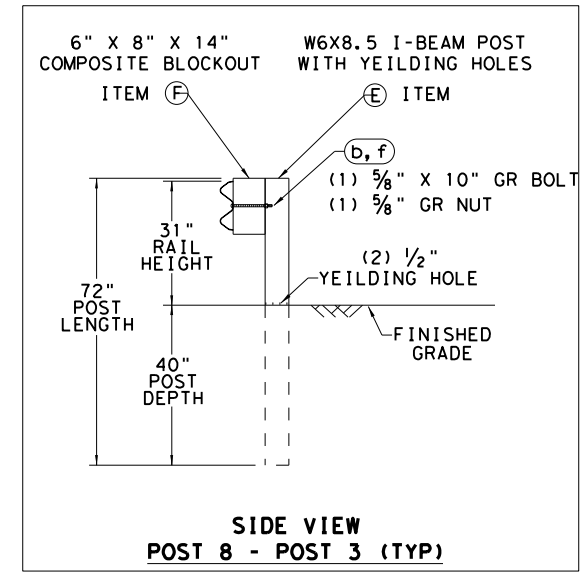 6" X 8" X 14"
COMPOSITE BLOCKOUT
ITEM F
W6X8.5 I-BEAM POST
WITH YEILDING HOLES
E ITEM
b, f
(1) 5/8" X 10" GR BOLT
(1) 5/8" GR NUT
31"
RAIL
HEIGHT
(2) 1/2"
YEILDING HOLE
72"
POST
LENGTH
FINISHED
GRADE
40"
POST
DEPTH
SIDE VIEW
POST 8 - POST 3 (TYP)